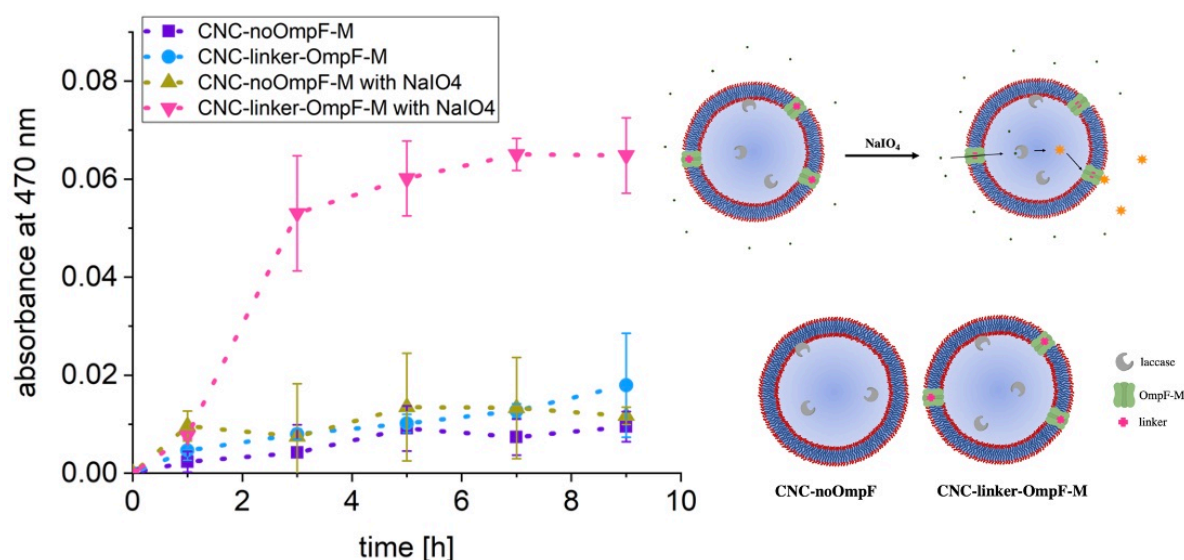 CNC-noOmpF-M
CNC-linker-OmpF-M
CNC-noOmpF-M with NaIO4
CNC-linker-OmpF-M with NaIO4
absorbance at 470 nm
0.08
0.06
0.04
0.02
0.00
0
2
4
6
8
10
time [h]
NaIO₄
laccase
OmpF-M
linker
CNC-noOmpF
CNC-linker-OmpF-M